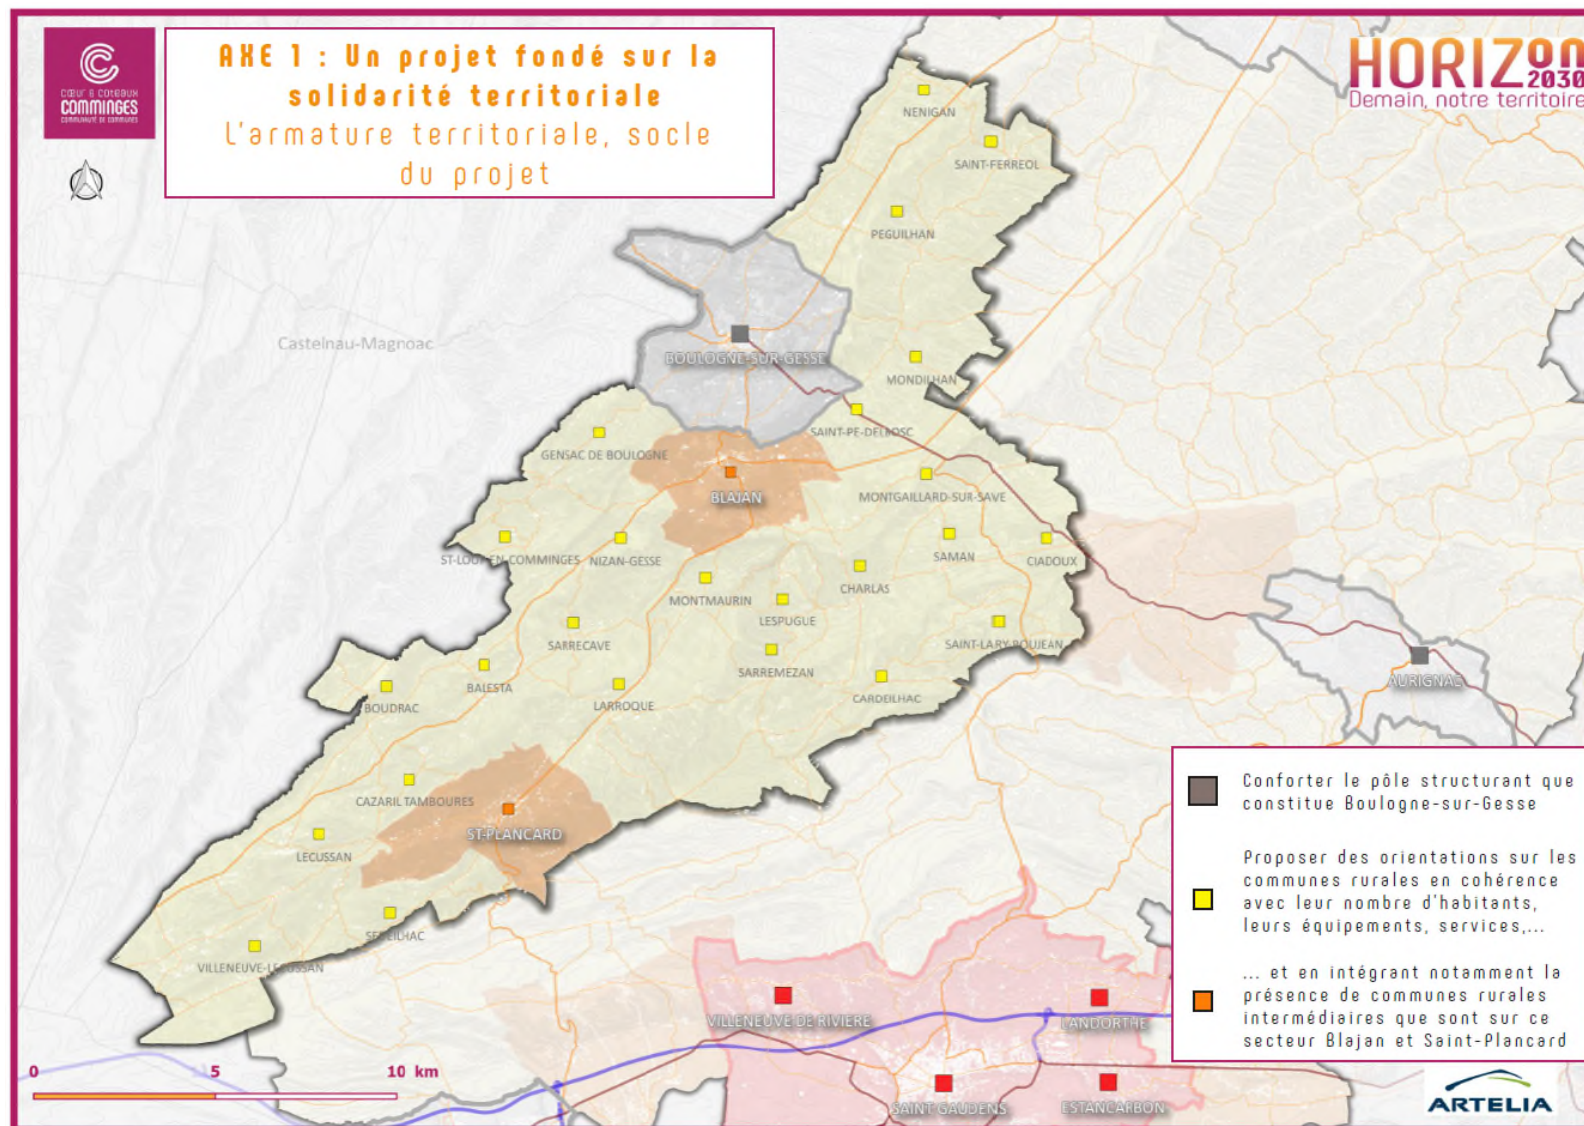 CŒUR & COTEAUX
COMMINGES
COMMUNAUTÉ DE COMMUNES
AXE 1 : Un projet fondé sur la
solidarité territoriale
L'armature territoriale, socle
du projet
HORIZON
2030
Demain, notre territoire
NENIGAN
SAINT-FERREOL
PEGUILHAN
Castelnau-Magnoac
BOULOGNE-SUR-GESSE
MONDILHAN
SAINT-PE-DELBOSC
GENSAC DE BOULOGNE
BLAJAN
MONTGAILLARD-SUR-SAVE
ST-LOUP-EN-COMMINGES
NIZAN-GESSE
SAMAN
CIADOUX
CHARLAS
MONTMAURIN
LESPUGUE
SARRECAVE
SAINT-LARY-BOUJEAN
SARREMEZAN
BALESTA
BOUDRAC
LARROQUE
CARDEILHAC
AURIGNAC
CAZARIL TAMBOURES
ST-PLANCARD
LECUSSAN
SEDEILHAC
VILLENEUVE-LECUSSAN
VILLENEUVE DE RIVIERE
LANDORTHE
SAINT GAUDENS
ESTANCARBON
Conforter le pôle structurant que
constitue Boulogne-sur-Gesse
Proposer des orientations sur les
communes rurales en cohérence
avec leur nombre d'habitants,
leurs équipements, services,...
... et en intégrant notamment la
présence de communes rurales
intermédiaires que sont sur ce
secteur Blajan et Saint-Plancard
0 5 10 km
ARTELIA